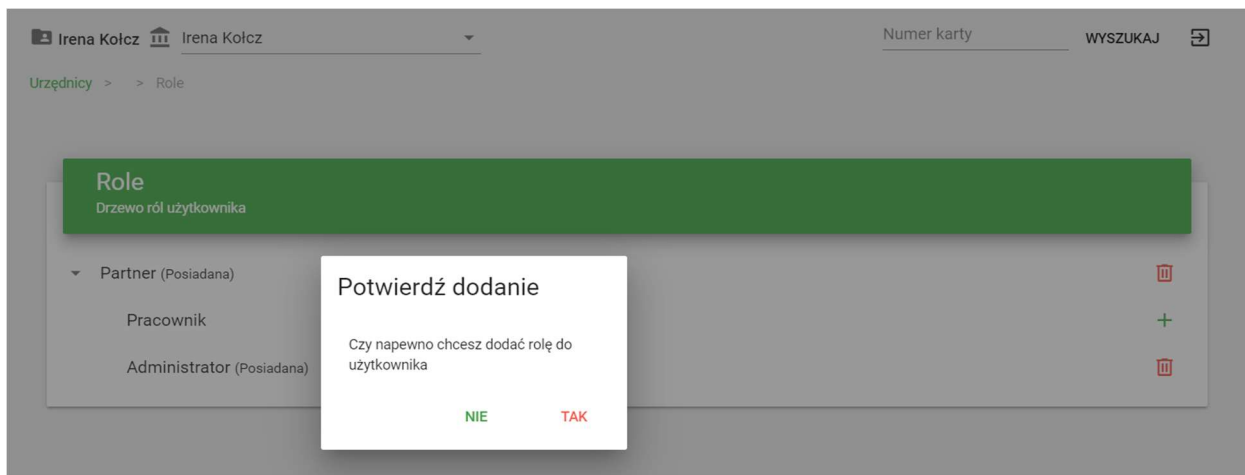 Irena Kołcz Irena Kołcz Numer karty WYSZUKAJ
Urzędnicy > > Role
Role
Drzewo ról użytkownika
Partner (Posiadana)
Pracownik
Administrator (Posiadana)
Potwierdź dodanie
Czy napewno chcesz dodać rolę do
użytkownika
NIE TAK